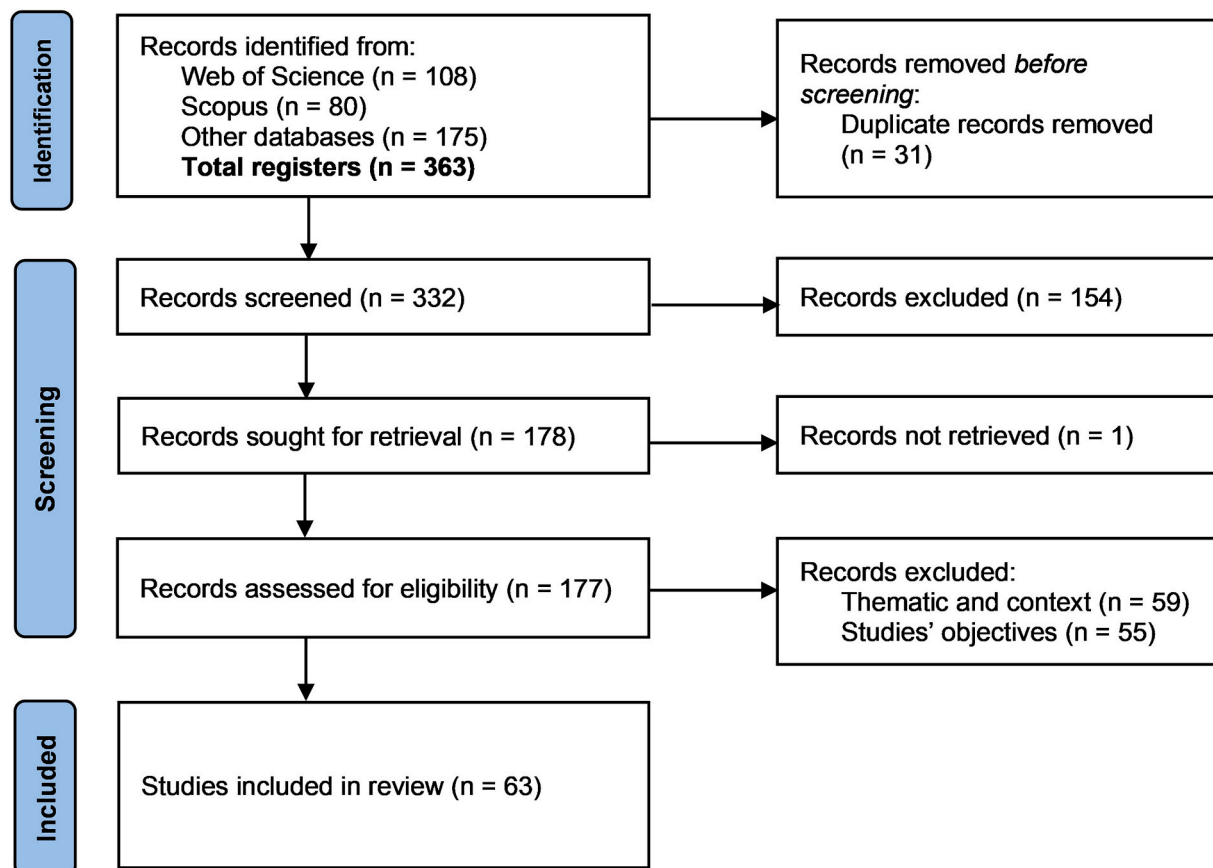 Identification
Records identified from:
Web of Science (n = 108)
Scopus (n = 80)
Other databases (n = 175)
Total registers (n = 363)
Records removed before
screening:
Duplicate records removed
(n = 31)
Screening
Records screened (n = 332)
Records excluded (n = 154)
Records sought for retrieval (n = 178)
Records not retrieved (n = 1)
Records assessed for eligibility (n = 177)
Records excluded:
Thematic and context (n = 59)
Studies’ objectives (n = 55)
Included
Studies included in review (n = 63)